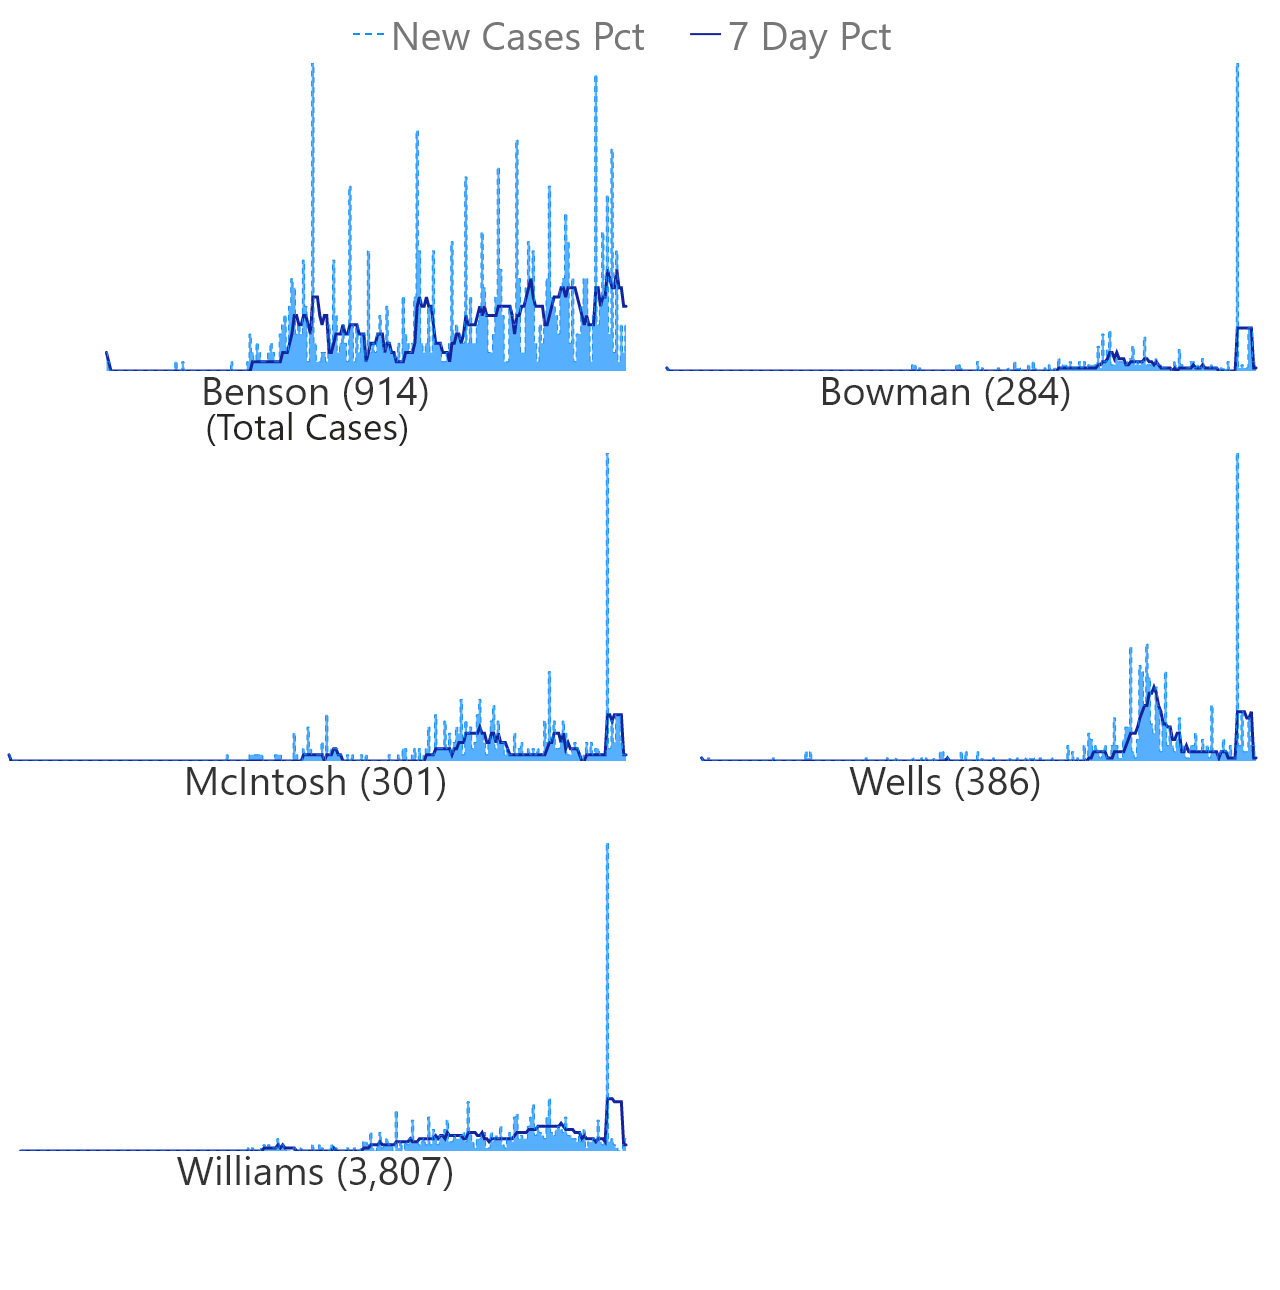 New Cases Pct 7 Day Pct
Benson (914) Bowman (284)
(Total Cases)
McIntosh (301) Wells (386)
Williams (3,807)